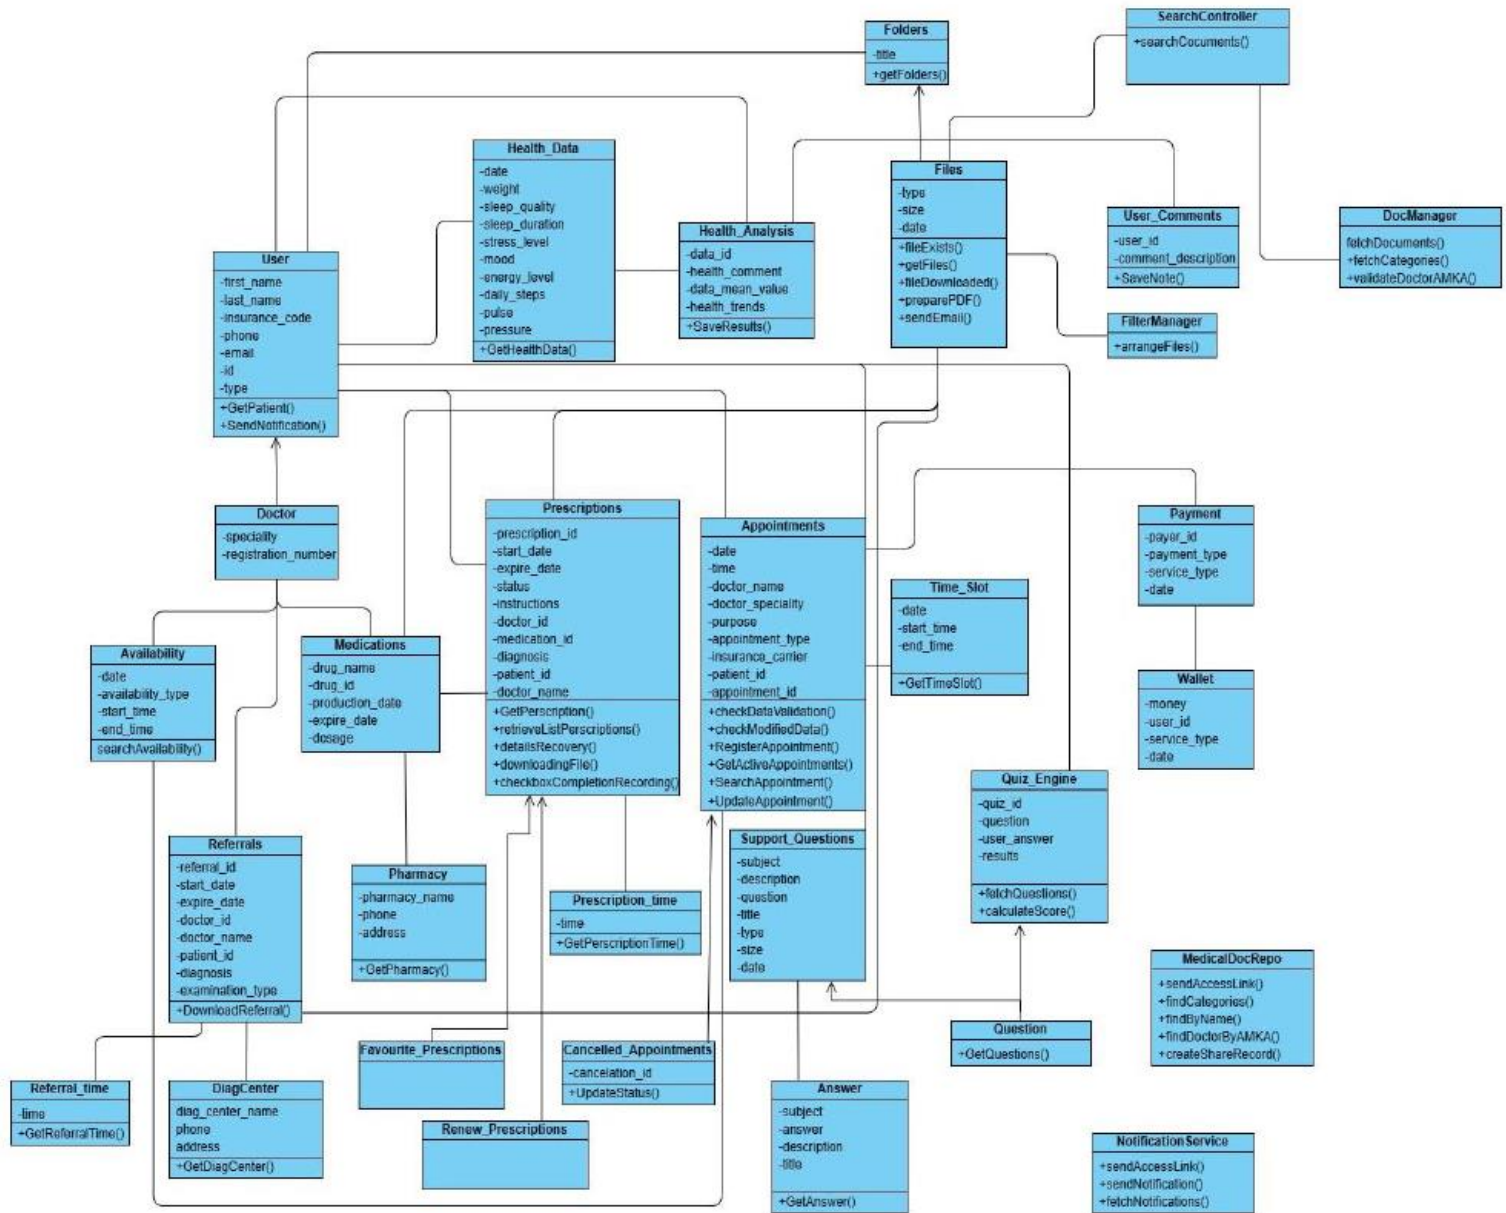 Folders
-title
+getFolders()
SearchController
+searchCocuments()
Health_Data
-date
-weight
-sleep_quality
-sleep_duration
-stress_level
-mood
-energy_level
-daily_steps
-pulse
-pressure
+GetHealthData()
Files
-type
-size
-date
+fileExists()
+getFiles()
+fileDownloaded()
+preparePDF()
+sendEmail()
User_Comments
-user_id
-comment_description
+SaveNote()
DocManager
fetchDocuments()
+fetchCategories()
+validateDoctorAMKA()
Health_Analysis
-data_id
-health_comment
-data_mean_value
-health_trends
+SaveResults()
User
-first_name
-last_name
-insurance_code
-phone
-email
-id
-type
+GetPatient()
+SendNotification()
FilterManager
+arrangeFiles()
Doctor
-speciality
-registration_number
Prescriptions
-prescription_id
-start_date
-expire_date
-status
-instructions
-doctor_id
-medication_id
-diagnosis
-patient_id
-doctor_name
+GetPerscription()
+retrieveListPerscriptions()
+detailsRecovery()
+downloadingFile()
+checkboxCompletionRecording()
Appointments
-date
-time
-doctor_name
-doctor_speciality
-purpose
-appointment_type
-insurance_carrier
-patient_id
-appointment_id
+checkDataValidation()
+checkModifiedData()
+RegisterAppointment()
+GetActiveAppointments()
+SearchAppointment()
+UpdateAppointment()
Payment
-payer_id
-payment_type
-service_type
-date
Time_Slot
-date
-start_time
-end_time
+GetTimeSlot()
Availability
-date
-availability_type
-start_time
-end_time
searchAvailability()
Medications
-drug_name
-drug_id
-production_date
-expire_date
-dosage
Wallet
-money
-user_id
-service_type
-date
Quiz_Engine
-quiz_id
-question
-user_answer
-results
+fetchQuestions()
+calculateScore()
Referrals
-referral_id
-start_date
-expire_date
-doctor_id
-doctor_name
-patient_id
-diagnosis
-examination_type
+DownloadReferral()
Pharmacy
-pharmacy_name
-phone
-address
+GetPharmacy()
Prescription_time
-time
+GetPerscriptionTime()
Support_Questions
-subject
-description
-question
-title
-type
-size
-date
MedicalDocRepo
+sendAccessLink()
+findCategories()
+findByName()
+findDoctorByAMKA()
+createShareRecord()
Question
+GetQuestions()
Favourite_Prescriptions
Cancelled_Appointments
-cancelation_id
+UpdateStatus()
Referral_time
-time
+GetReferralTime()
DiagCenter
diag_center_name
phone
address
+GetDiagCenter()
Renew_Prescriptions
Answer
-subject
-answer
-description
-title
+GetAnswer()
NotificationService
+sendAccessLink()
+sendNotification()
+fetchNotifications()